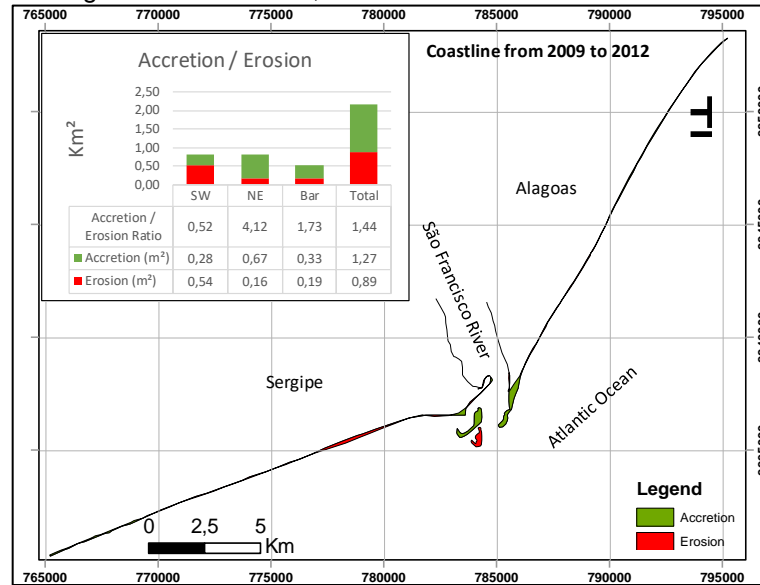 765000 770000 775000 780000 785000 790000 795000
Coastline from 2009 to 2012
Accretion / Erosion
Km²
2,50
2,00
1,50
1,00
0,50
0,00
SW NE Bar Total
Accretion / Erosion Ratio 0,52 4,12 1,73 1,44
Accretion (m²) 0,28 0,67 0,33 1,27
Erosion (m²) 0,54 0,16 0,19 0,89
Alagoas
São Francisco River
Sergipe
Atlantic Ocean
Legend
Accretion
Erosion
0 2,5 5
Km
765000 770000 775000 780000 785000 790000 795000